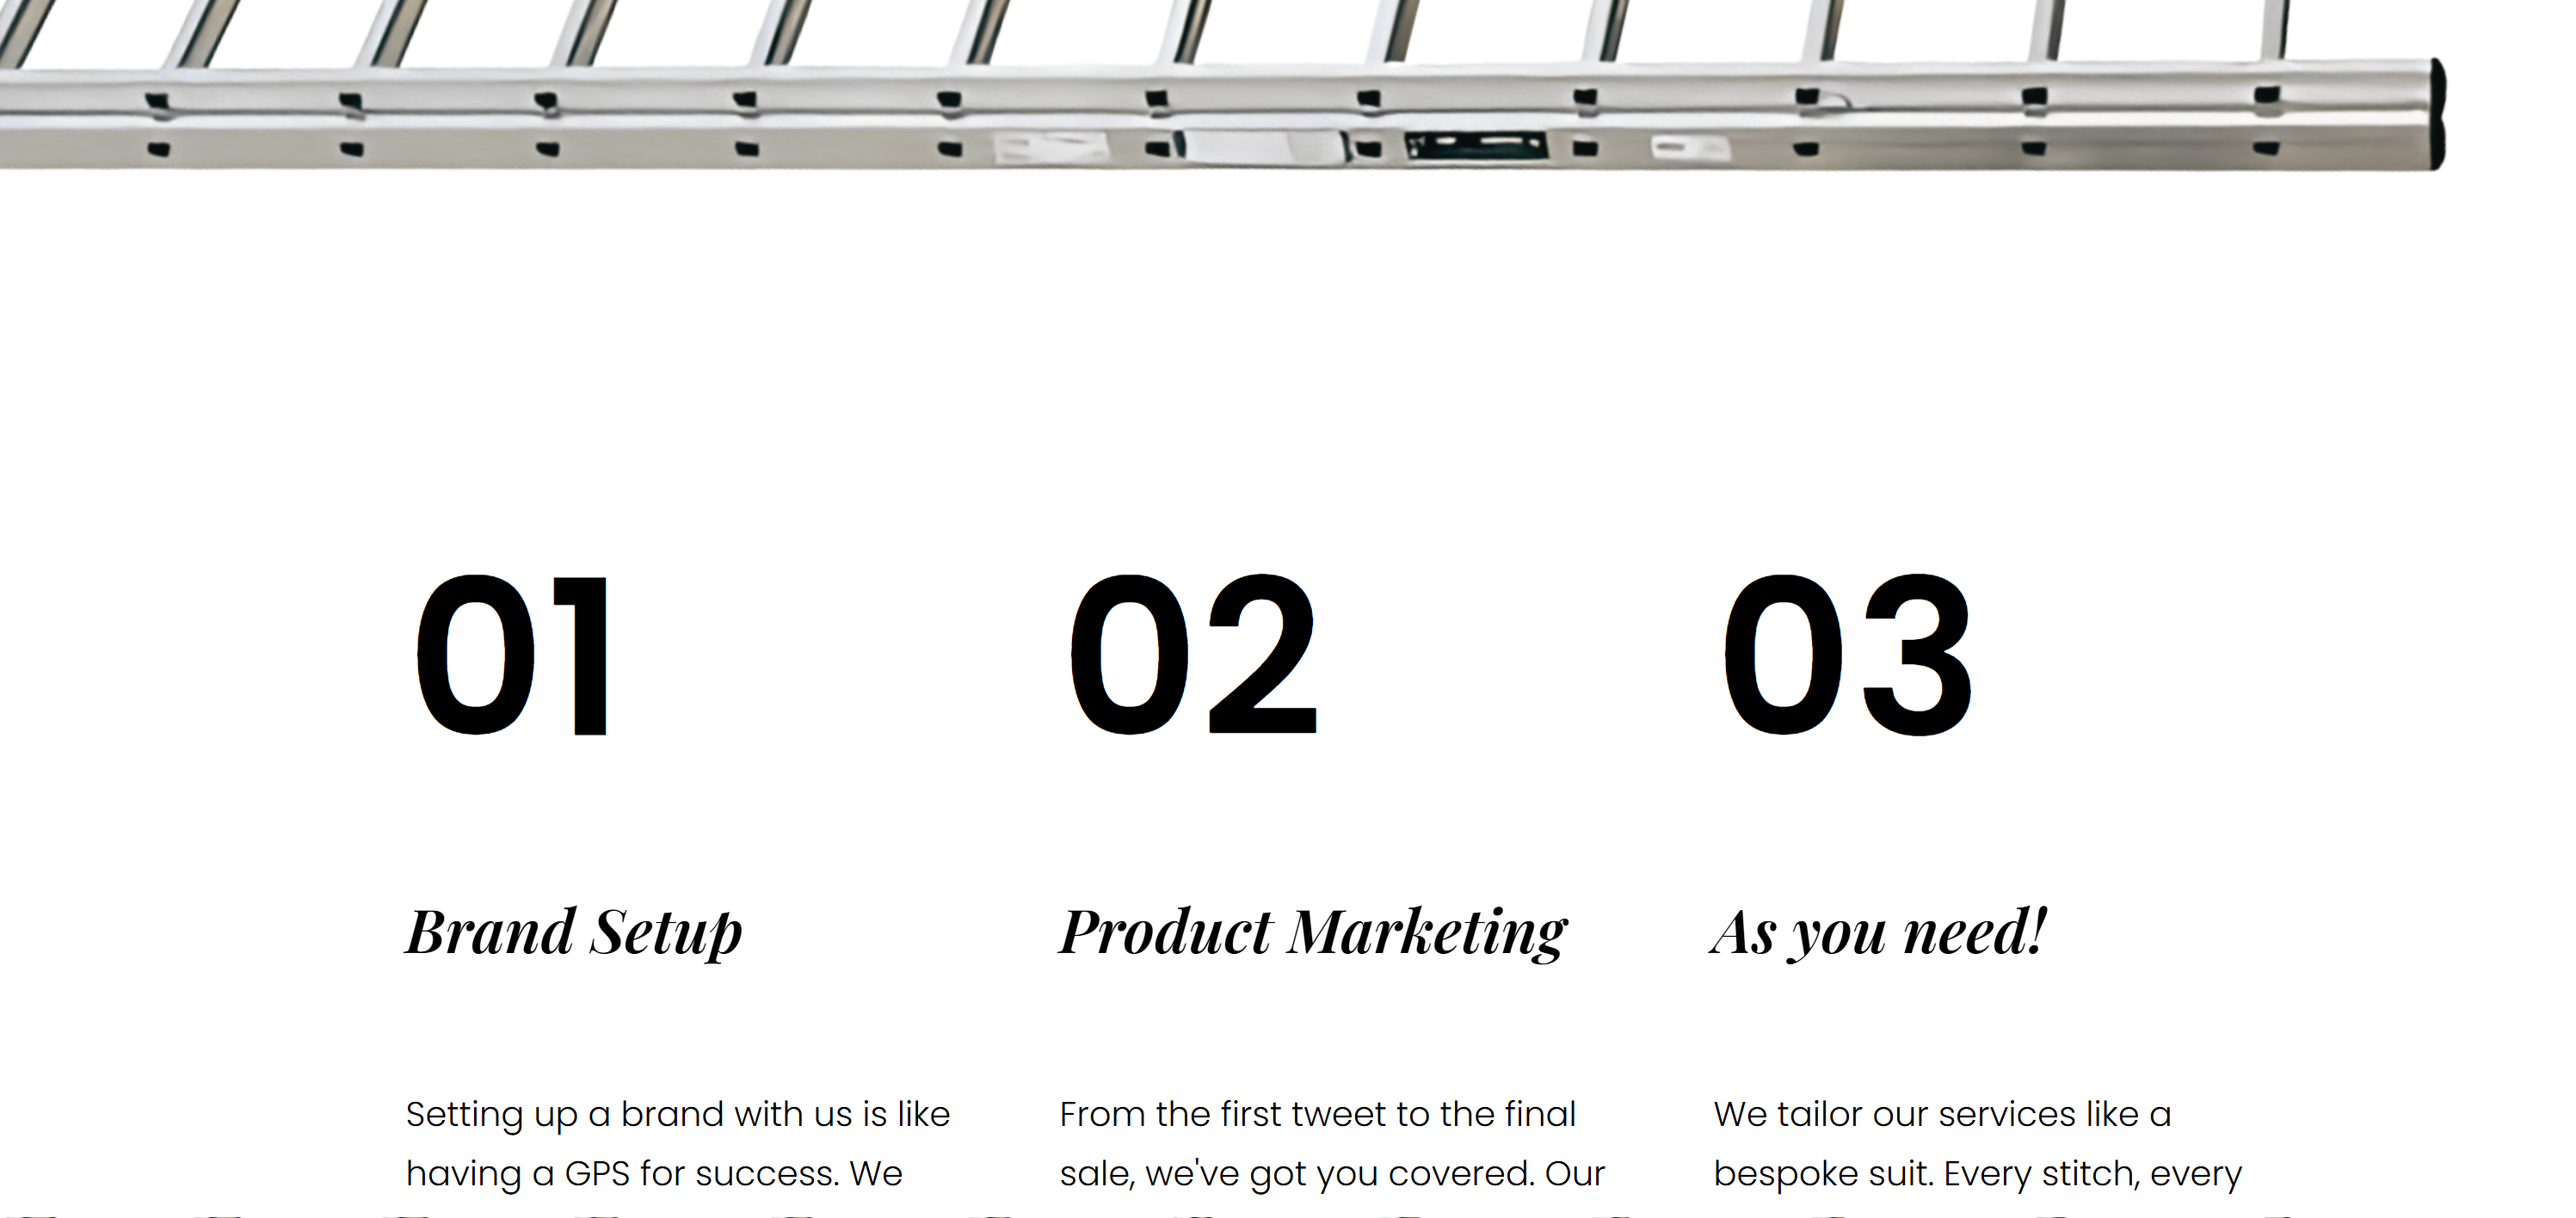 01
02
03
Brand Setup
Product Marketing
As you need!
Setting up a brand with us is like
having a GPS for success. We
From the first tweet to the final
sale, we've got you covered. Our
We tailor our services like a
bespoke suit. Every stitch, every